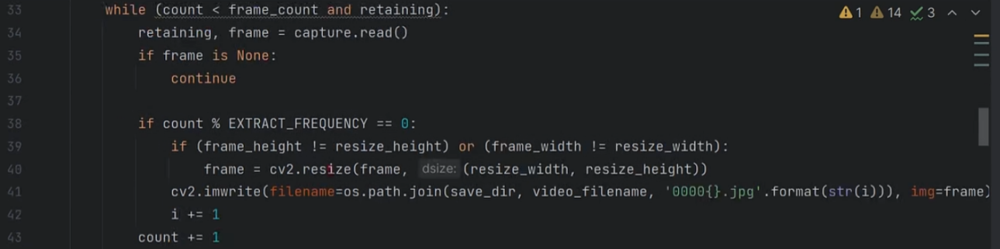 33 while (count < frame_count and retaining): 1 14 3
34 retaining, frame = capture.read()
35 if frame is None:
36 continue
37
38 if count % EXTRACT_FREQUENCY == 0:
39 if (frame_height != resize_height) or (frame_width != resize_width):
40 frame = cv2.resize(frame, dsize: (resize_width, resize_height))
41 cv2.imwrite(filename=os.path.join(save_dir, video_filename, '0000{}.jpg'.format(str(i))), img=frame)
42 i += 1
43 count += 1